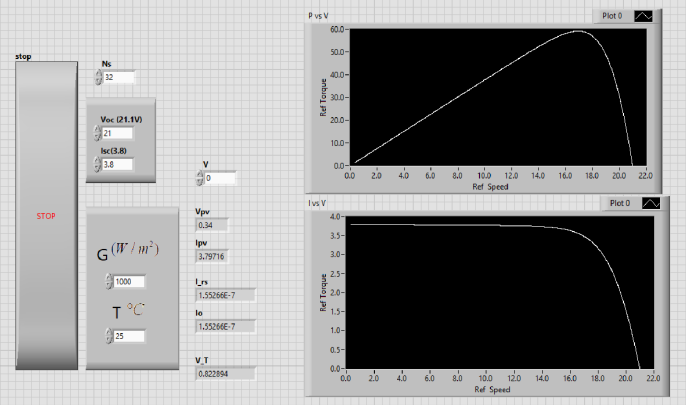 stop
STOP
Ns
32
Voc (21.1V)
21
Isc(3.8)
3.8
G (W / m²)
1000
T °C
25
V
0
Vpv
0.34
Ipv
3.79716
I_rs
1.55266E-7
Io
1.55266E-7
V_T
0.822894
P vs V
Plot 0
Ref Torque
60.0
50.0
40.0
30.0
20.0
10.0
0.0
0.0 2.0 4.0 6.0 8.0 10.0 12.0 14.0 16.0 18.0 20.0 22.0
Ref Speed
I vs V
Plot 0
Ref Torque
4.0
3.5
3.0
2.5
2.0
1.5
1.0
0.5
0.0
0.0 2.0 4.0 6.0 8.0 10.0 12.0 14.0 16.0 18.0 20.0 22.0
Ref Speed